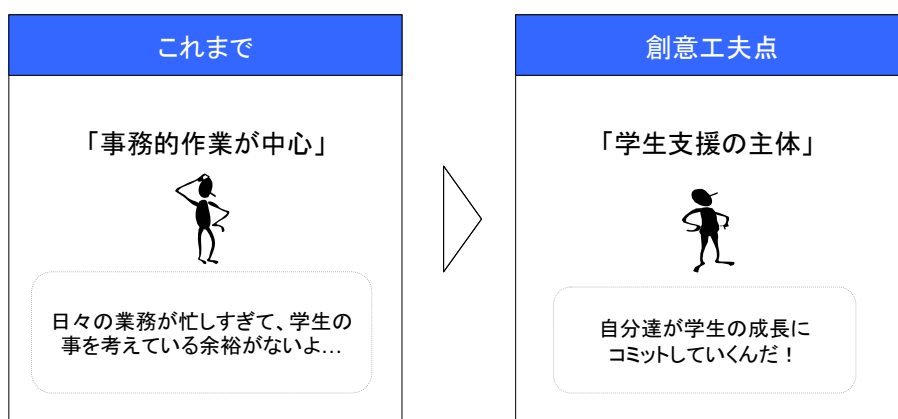 これまで
「事務的作業が中心」
日々の業務が忙しすぎて、学生の
事を考えている余裕がないよ…
創意工夫点
「学生支援の主体」
自分達が学生の成長に
コミットしていくんだ！